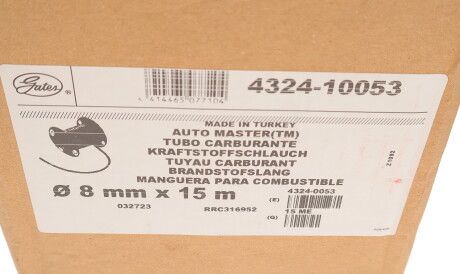 Gates
®
5414465077104
4324-10053
MADE IN TURKEY
AUTO MASTER(TM)
TUBO CARBURANTE
KRAFTSTOFFSCHLAUCH
TUYAU CARBURANT
BRANDSTOFSLANG
MANGUERA PARA COMBUSTIBLE
Ø 8 mm x 15 m
(E) 4324-0053
032723
RRC316952
(G) 15 ME